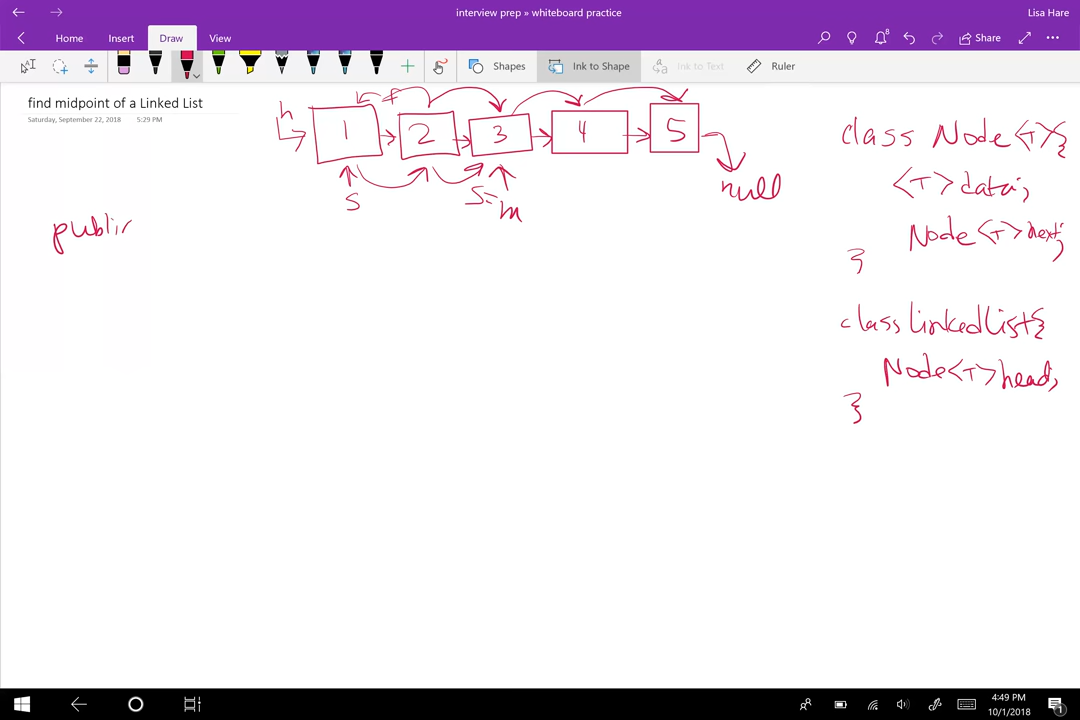 interview prep » whiteboard practice
Lisa Hare
Home Insert Draw View
8
Share
Shapes
Ink to Shape
Ink to Text
Ruler
find midpoint of a Linked List
Saturday, September 22, 2018 5:29 PM
h
f
1 2 3 4 5
null
s
s=m
public
class Node<T>{
<T>data;
Node<T>next;
}
class linkedlist{
Node<T>head;
}
4:49 PM
10/1/2018
1